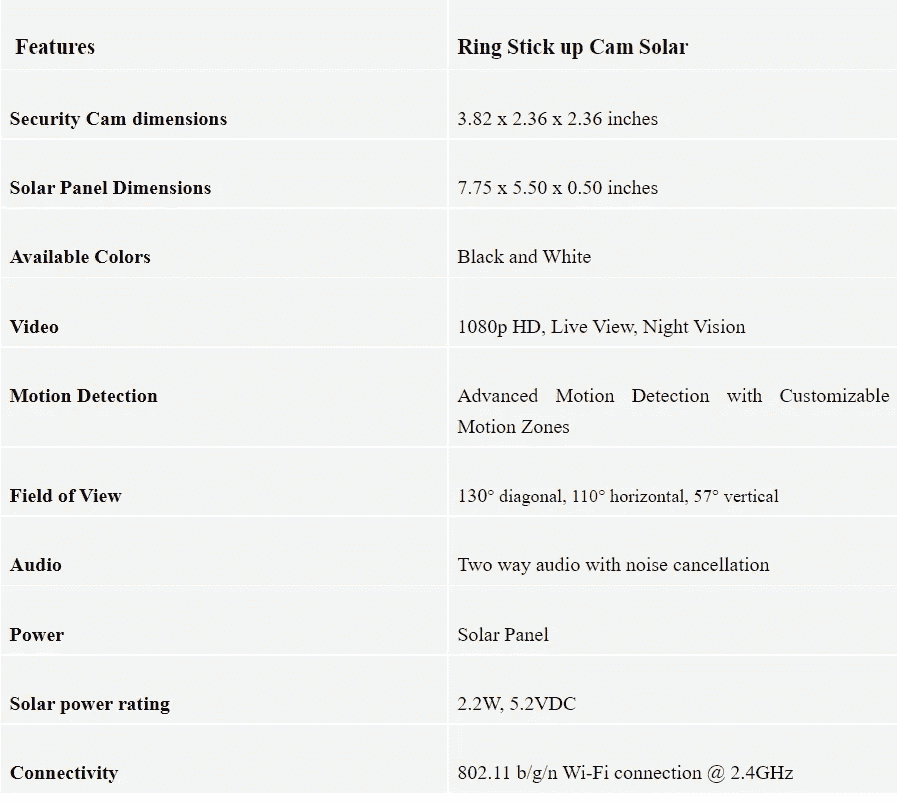 Features Ring Stick up Cam Solar
Security Cam dimensions 3.82 x 2.36 x 2.36 inches
Solar Panel Dimensions 7.75 x 5.50 x 0.50 inches
Available Colors Black and White
Video 1080p HD, Live View, Night Vision
Motion Detection Advanced Motion Detection with Customizable
Motion Zones
Field of View 130° diagonal, 110° horizontal, 57° vertical
Audio Two way audio with noise cancellation
Power Solar Panel
Solar power rating 2.2W, 5.2VDC
Connectivity 802.11 b/g/n Wi-Fi connection @ 2.4GHz